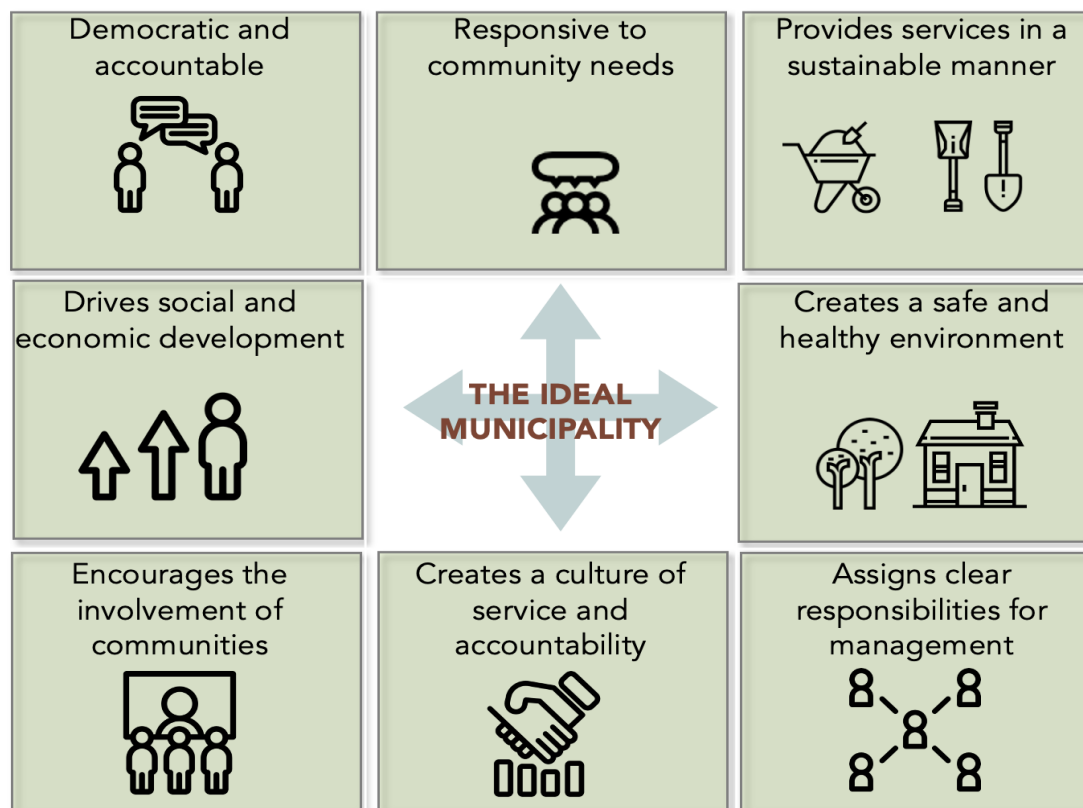 Democratic and
accountable
Responsive to
community needs
Provides services in a
sustainable manner
Drives social and
economic development
THE IDEAL
MUNICIPALITY
Creates a safe and
healthy environment
Encourages the
involvement of
communities
Creates a culture of
service and
accountability
Assigns clear
responsibilities for
management